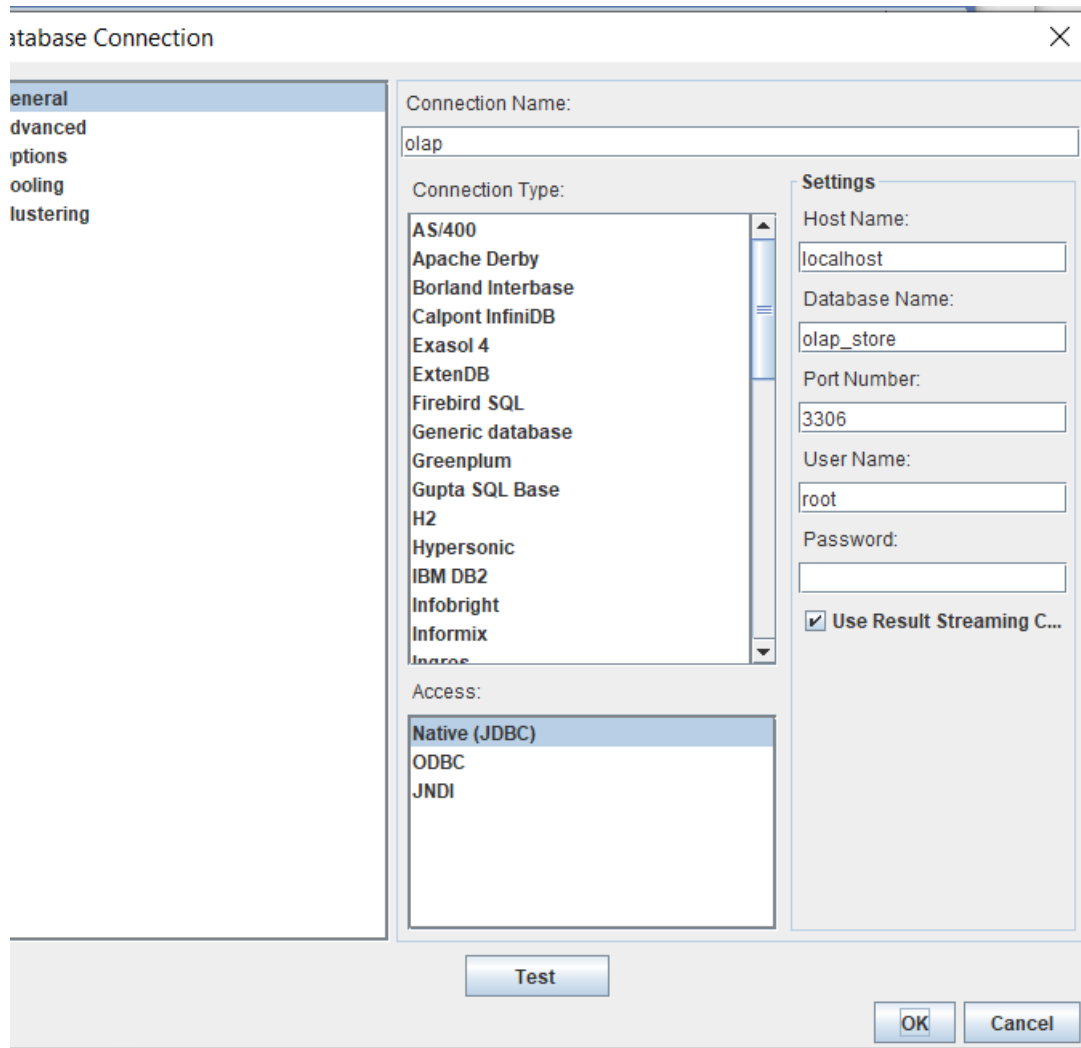 atabase Connection
eneral
dvanced
ptions
ooling
lustering
Connection Name:
olap
Connection Type:
AS/400
Apache Derby
Borland Interbase
Calpont InfiniDB
Exasol 4
ExtenDB
Firebird SQL
Generic database
Greenplum
Gupta SQL Base
H2
Hypersonic
IBM DB2
Infobright
Informix
Ingres
Access:
Native (JDBC)
ODBC
JNDI
Settings
Host Name:
localhost
Database Name:
olap_store
Port Number:
3306
User Name:
root
Password:
Use Result Streaming C...
Test
OK
Cancel